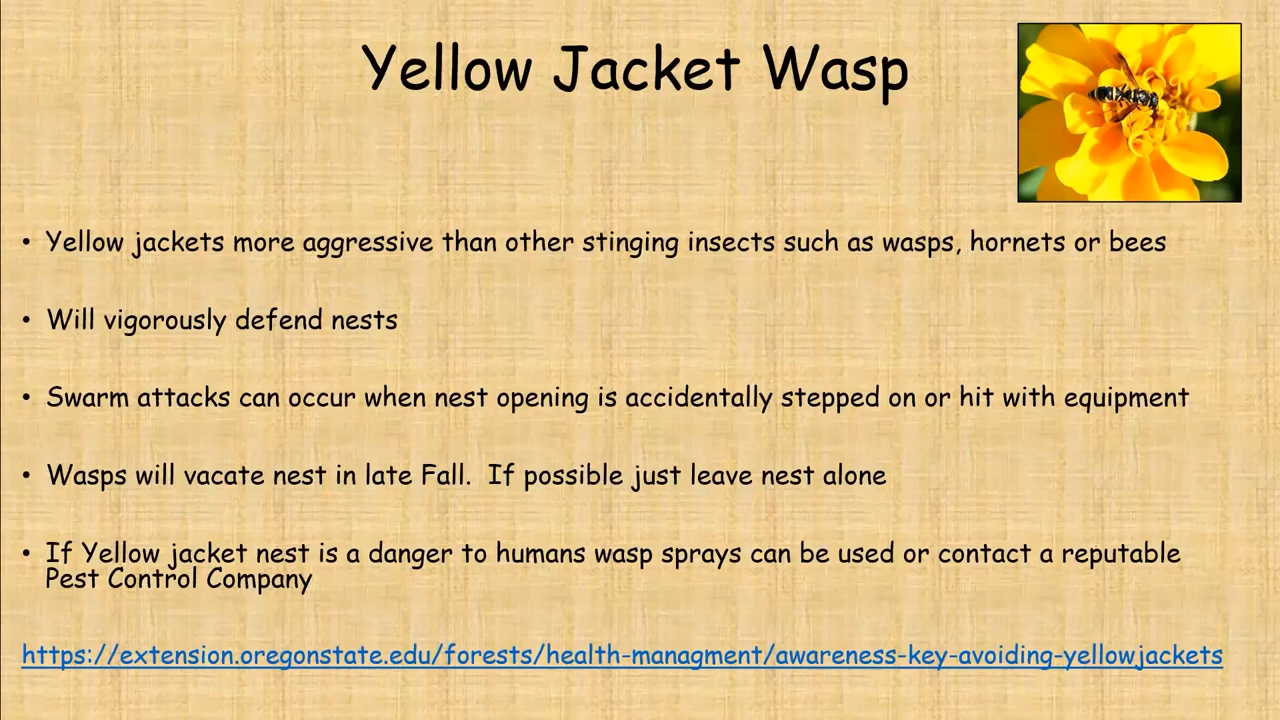 Yellow Jacket Wasp
• Yellow jackets more aggressive than other stinging insects such as wasps, hornets or bees
• Will vigorously defend nests
• Swarm attacks can occur when nest opening is accidentally stepped on or hit with equipment
• Wasps will vacate nest in late Fall.  If possible just leave nest alone
• If Yellow jacket nest is a danger to humans wasp sprays can be used or contact a reputable
Pest Control Company
https://extension.oregonstate.edu/forests/health-managment/awareness-key-avoiding-yellowjackets